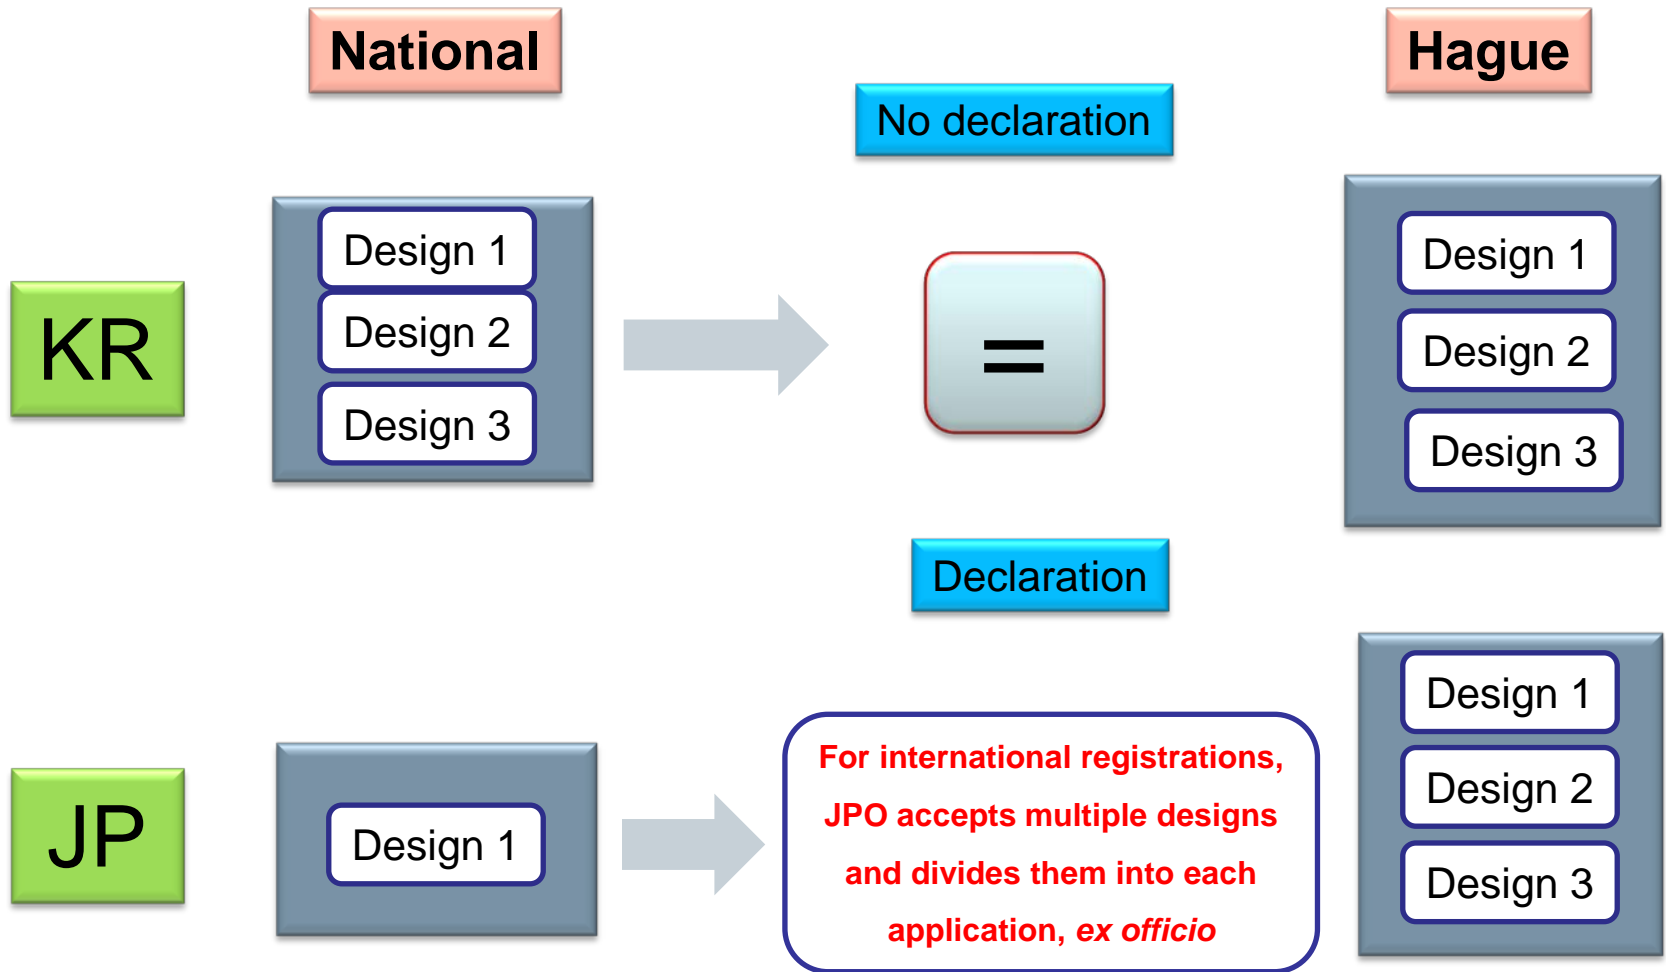 National
Hague
No declaration
KR
Design 1
Design 2
Design 3
=
Design 1
Design 2
Design 3
Declaration
JP
Design 1
For international registrations,
JPO accepts multiple designs
and divides them into each
application, ex officio
Design 1
Design 2
Design 3